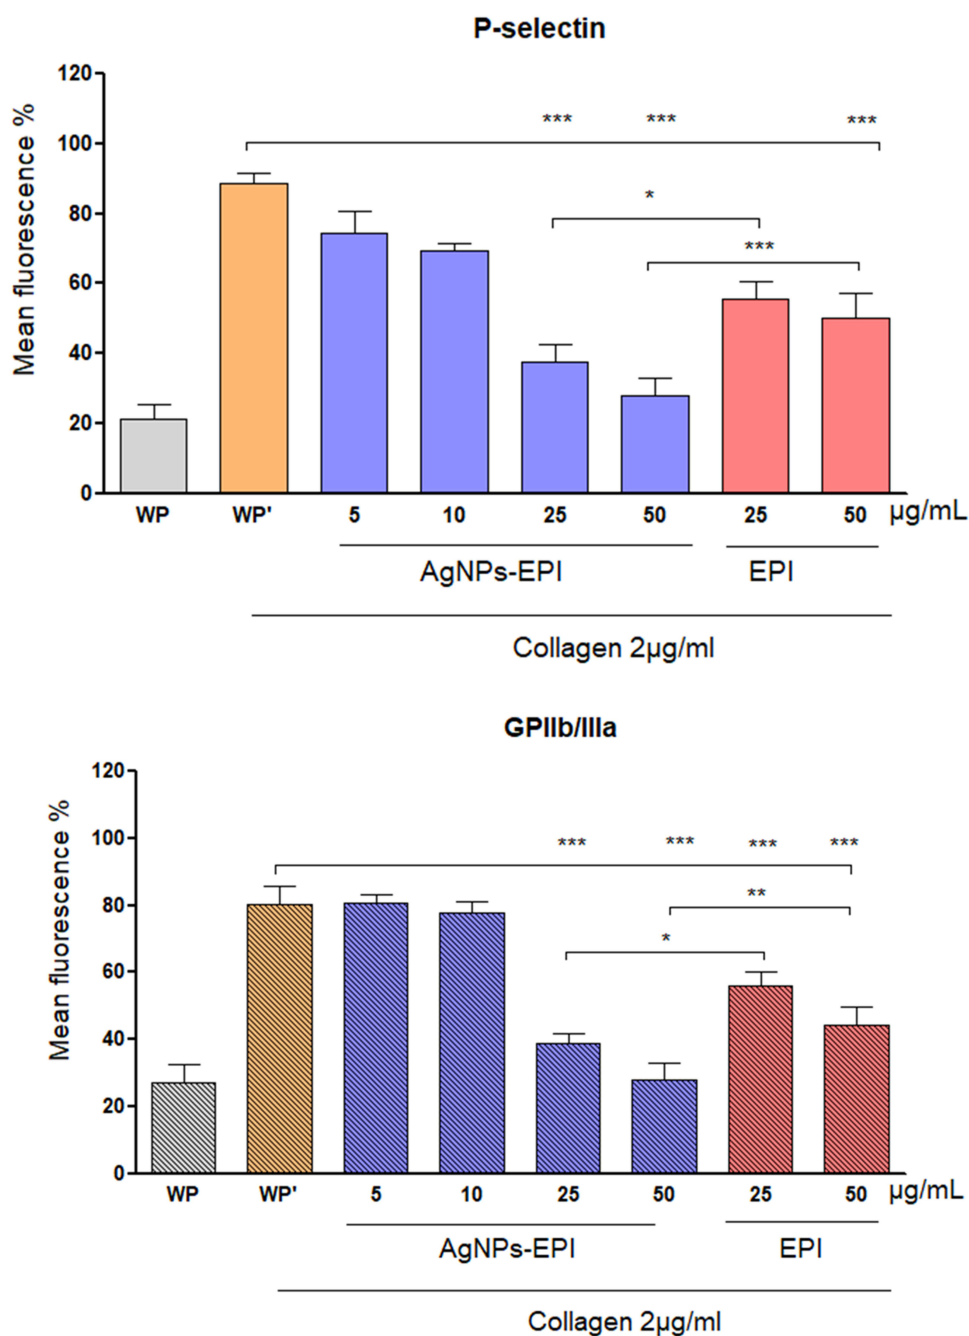 P-selectin
Mean fluorescence %
120
100
80
60
40
20
0
*** *** ***
*
***
WP WP' 5 10 25 50 25 50 µg/mL
AgNPs-EPI EPI
Collagen 2µg/ml
GPIIb/IIIa
Mean fluorescence %
120
100
80
60
40
20
0
*** *** *** ***
**
*
WP WP' 5 10 25 50 25 50 µg/mL
AgNPs-EPI EPI
Collagen 2µg/ml